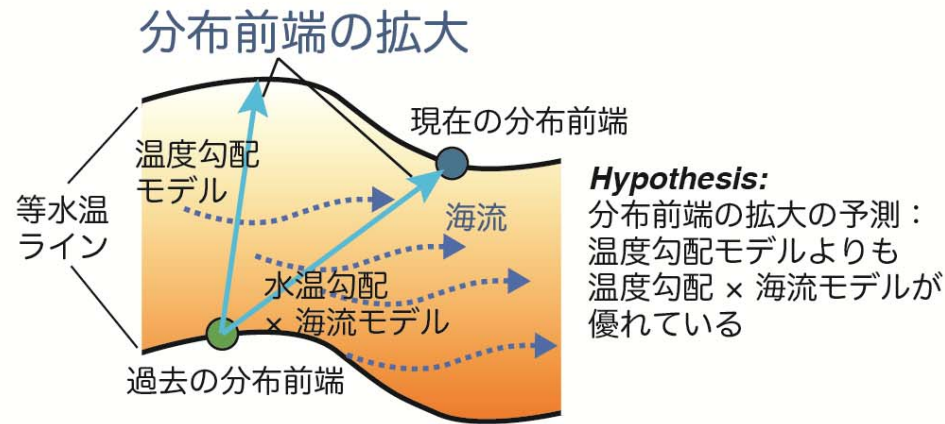 分布前端の拡大
現在の分布前端
温度勾配
モデル
等水温
ライン
海流
水温勾配
× 海流モデル
過去の分布前端
Hypothesis:
分布前端の拡大の予測：
温度勾配モデルよりも
温度勾配 × 海流モデルが
優れている